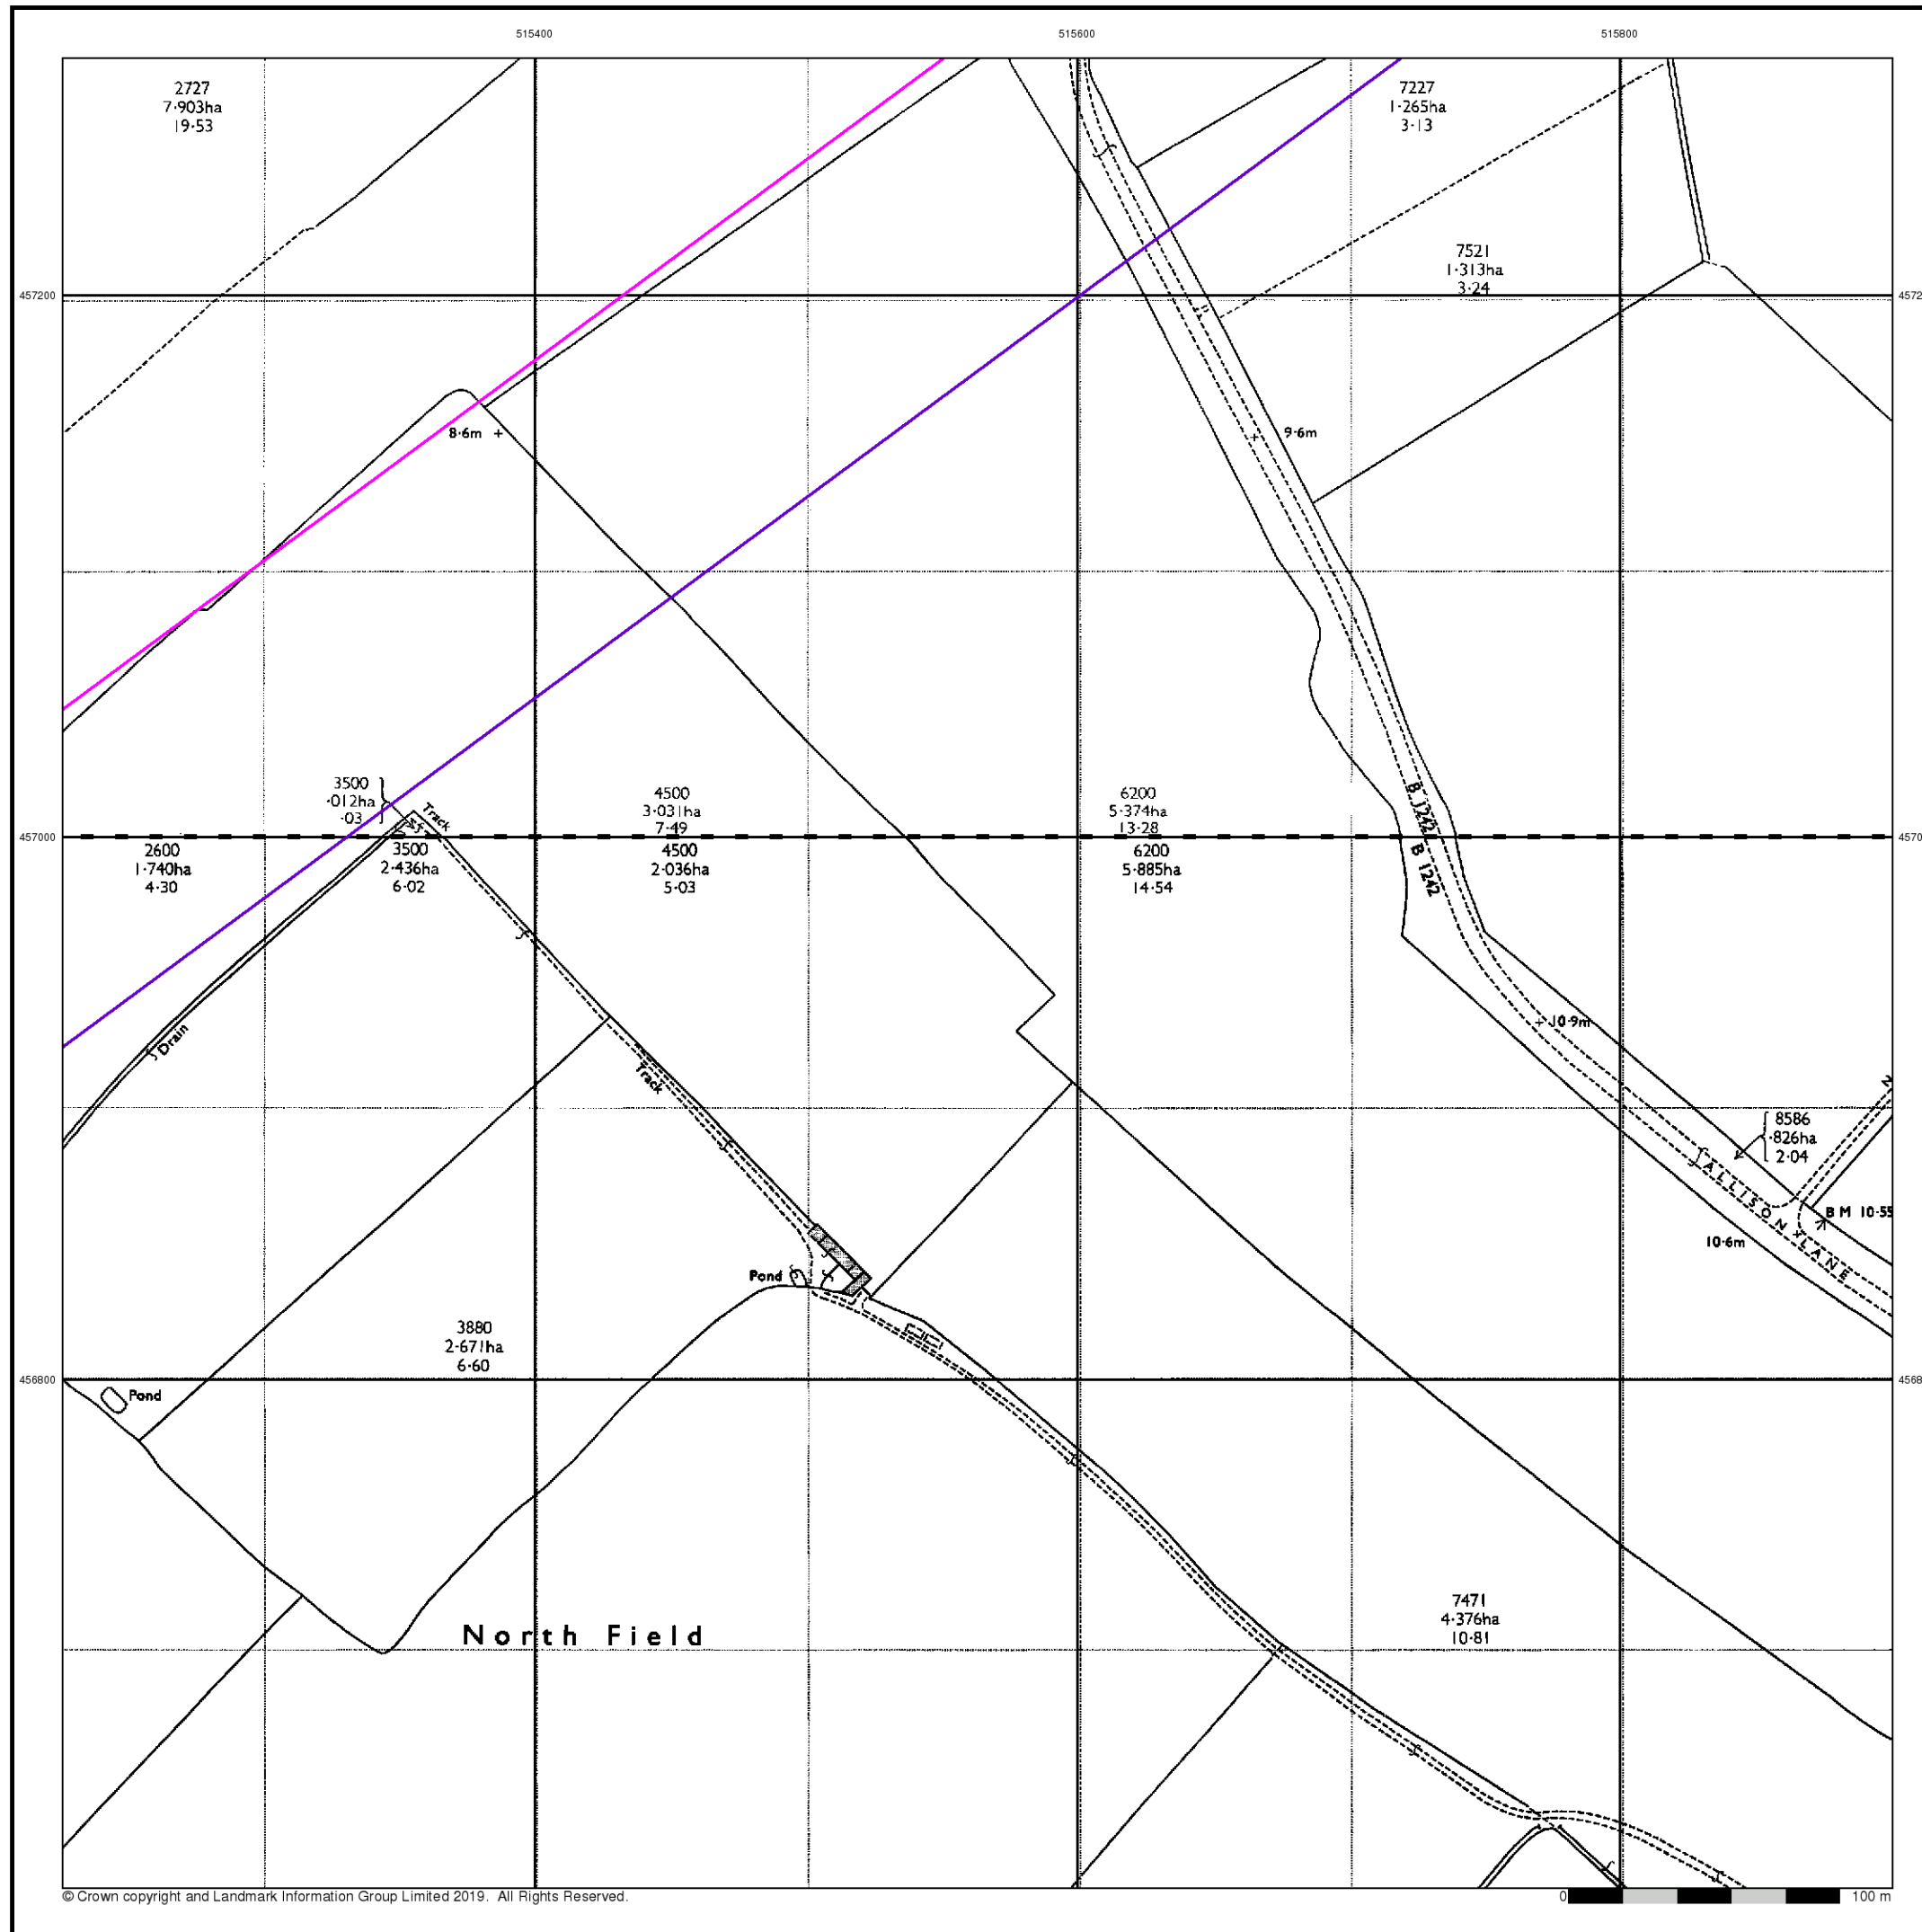 515400
515600
515800
2727
7·903ha
19·53
7227
1·265ha
3·13
7521
1·313ha
3·24
457200
4572
8·6m
9·6m
3500
·012ha
·03
Track
4500
3·031ha
7·49
6200
5·374ha
13·28
B 1242
457000
4570
2600
1·740ha
4·30
3500
2·436ha
6·02
4500
2·036ha
5·03
6200
5·885ha
14·54
B 1242
Drain
Track
10·9m
8586
·826ha
2·04
ALLISON LANE
B M 10·55
10·6m
Pond
3880
2·671ha
6·60
456800
4568
Pond
7471
4·376ha
10·81
North Field
© Crown copyright and Landmark Information Group Limited 2019. All Rights Reserved.
0
100 m